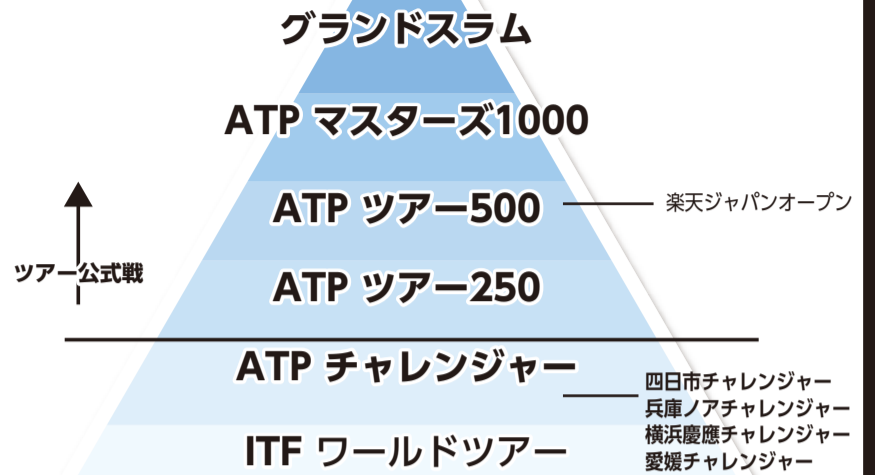 グランドスラム
ATP マスターズ1000
ATP ツアー500
楽天ジャパンオープン
ツアー公式戦
ATP ツアー250
ATP チャレンジャー
四日市チャレンジャー
兵庫ノアチャレンジャー
横浜慶應チャレンジャー
愛媛チャレンジャー
ITF ワールドツアー